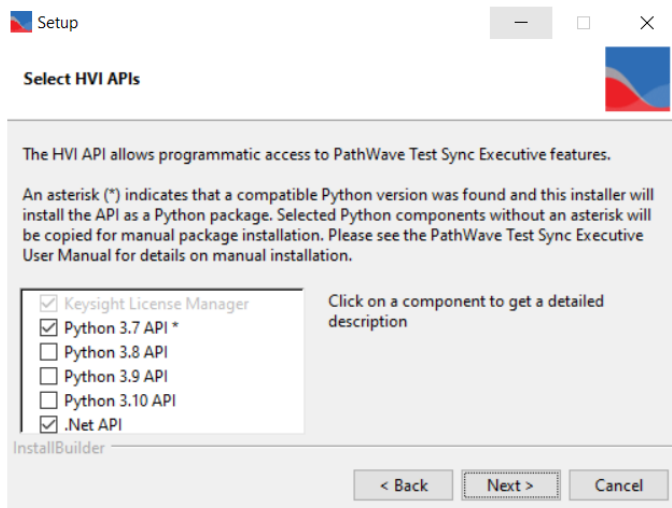 Setup
Select HVI APIs
The HVI API allows programmatic access to PathWave Test Sync Executive features.
An asterisk (*) indicates that a compatible Python version was found and this installer will
install the API as a Python package. Selected Python components without an asterisk will
be copied for manual package installation. Please see the PathWave Test Sync Executive
User Manual for details on manual installation.
Keysight License Manager
Python 3.7 API *
Python 3.8 API
Python 3.9 API
Python 3.10 API
.Net API
Click on a component to get a detailed
description
InstallBuilder
< Back
Next >
Cancel